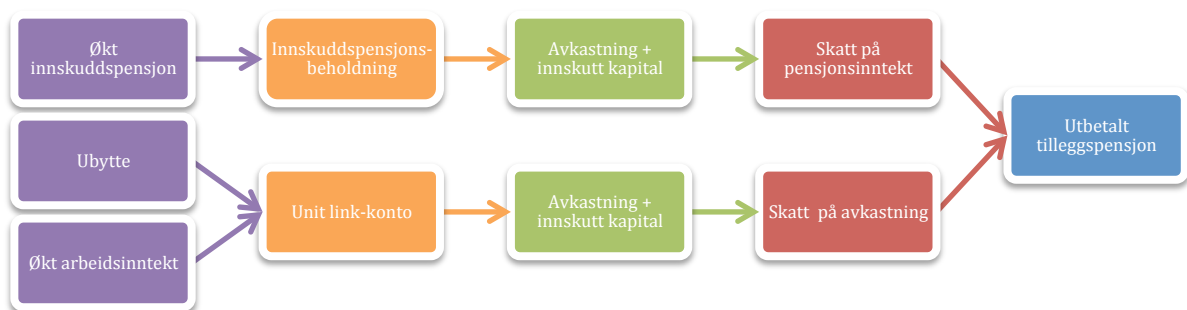 Økt
innskuddspensjon
Innskuddspensjons-
beholdning
Avkastning +
innskutt kapital
Skatt på
pensjonsinntekt
Ubytte
Utbetalt
tilleggspensjon
Unit link-konto
Avkastning +
innskutt kapital
Skatt  på avkastning
Økt arbeidsinntekt